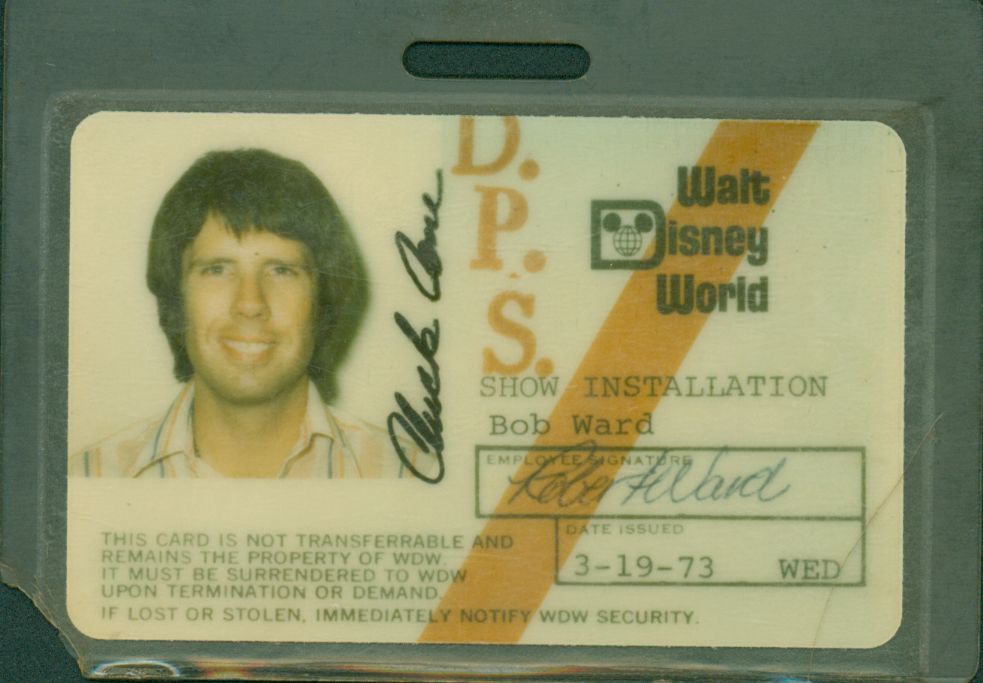 D.
P.
S.
Walt
Disney
World
SHOW INSTALLATION
Bob Ward
EMPLOYEE SIGNATURE
Robert Ward
DATE ISSUED
3-19-73 WED
THIS CARD IS NOT TRANSFERRABLE AND
REMAINS THE PROPERTY OF WDW.
IT MUST BE SURRENDERED TO WDW
UPON TERMINATION OR DEMAND.
IF LOST OR STOLEN, IMMEDIATELY NOTIFY WDW SECURITY.